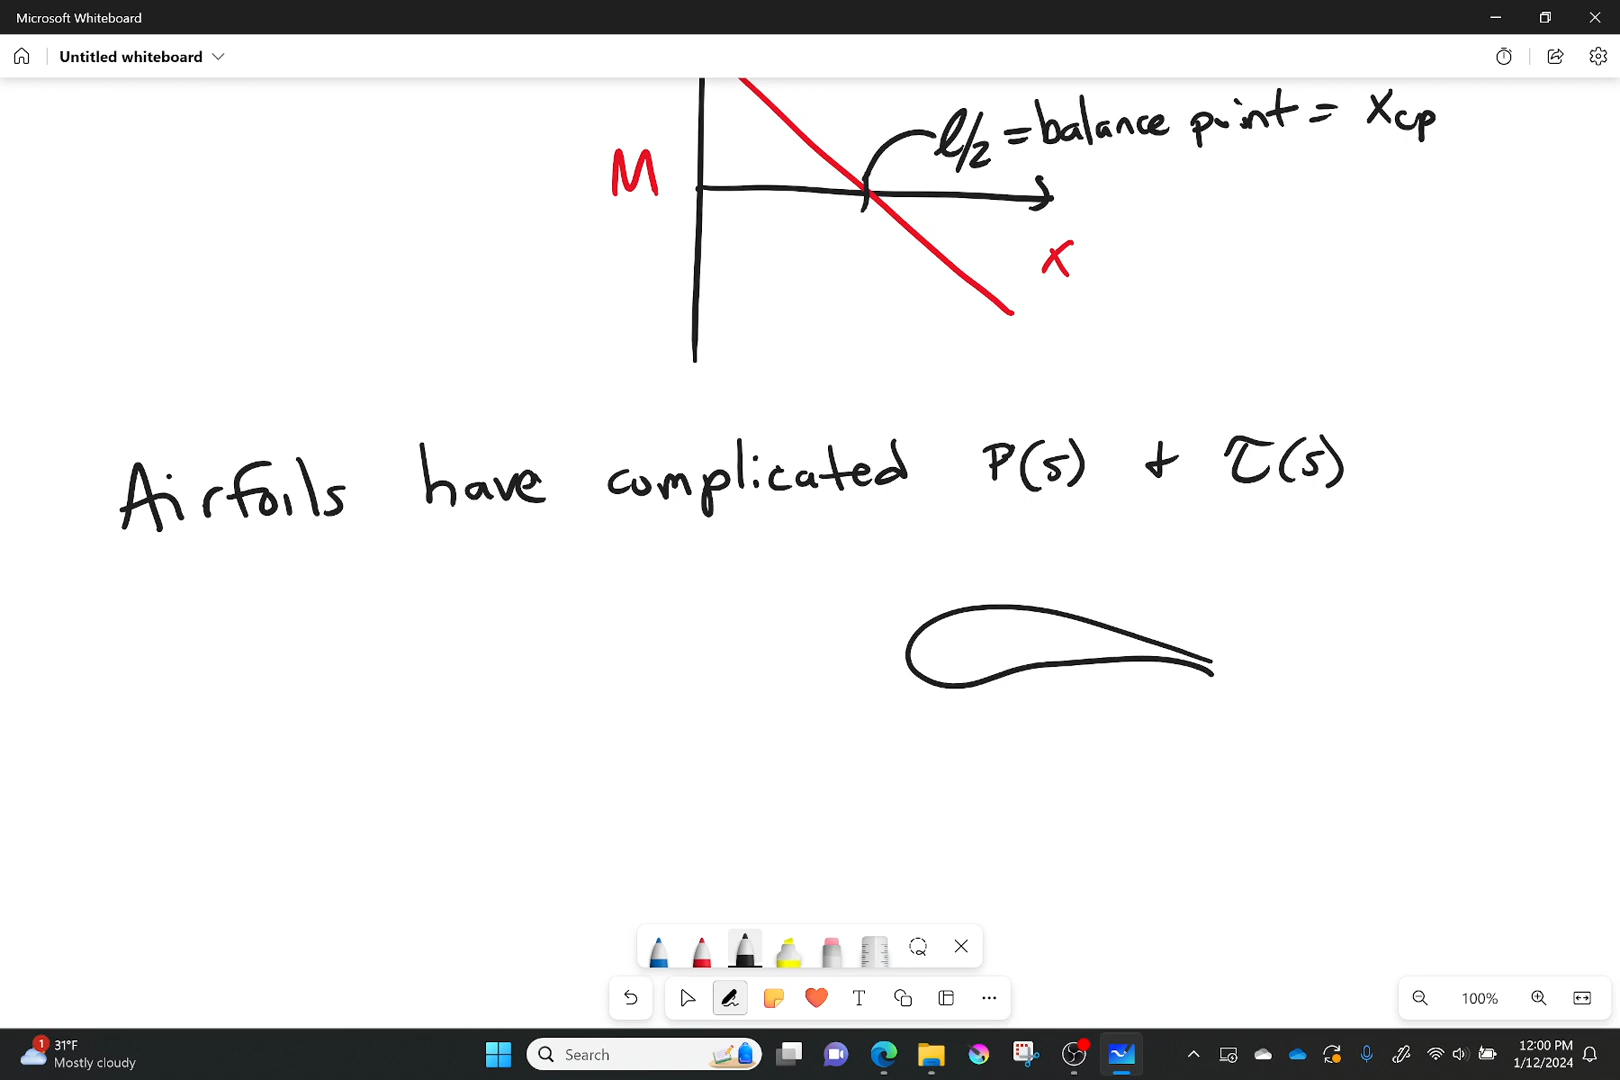 Microsoft Whiteboard
Untitled whiteboard
l/2 = balance point = Xcp
M
X
Airfoils have complicated P(s) + τ(s)
T
100%
1
31°F
Mostly cloudy
Search
12:00 PM
1/12/2024